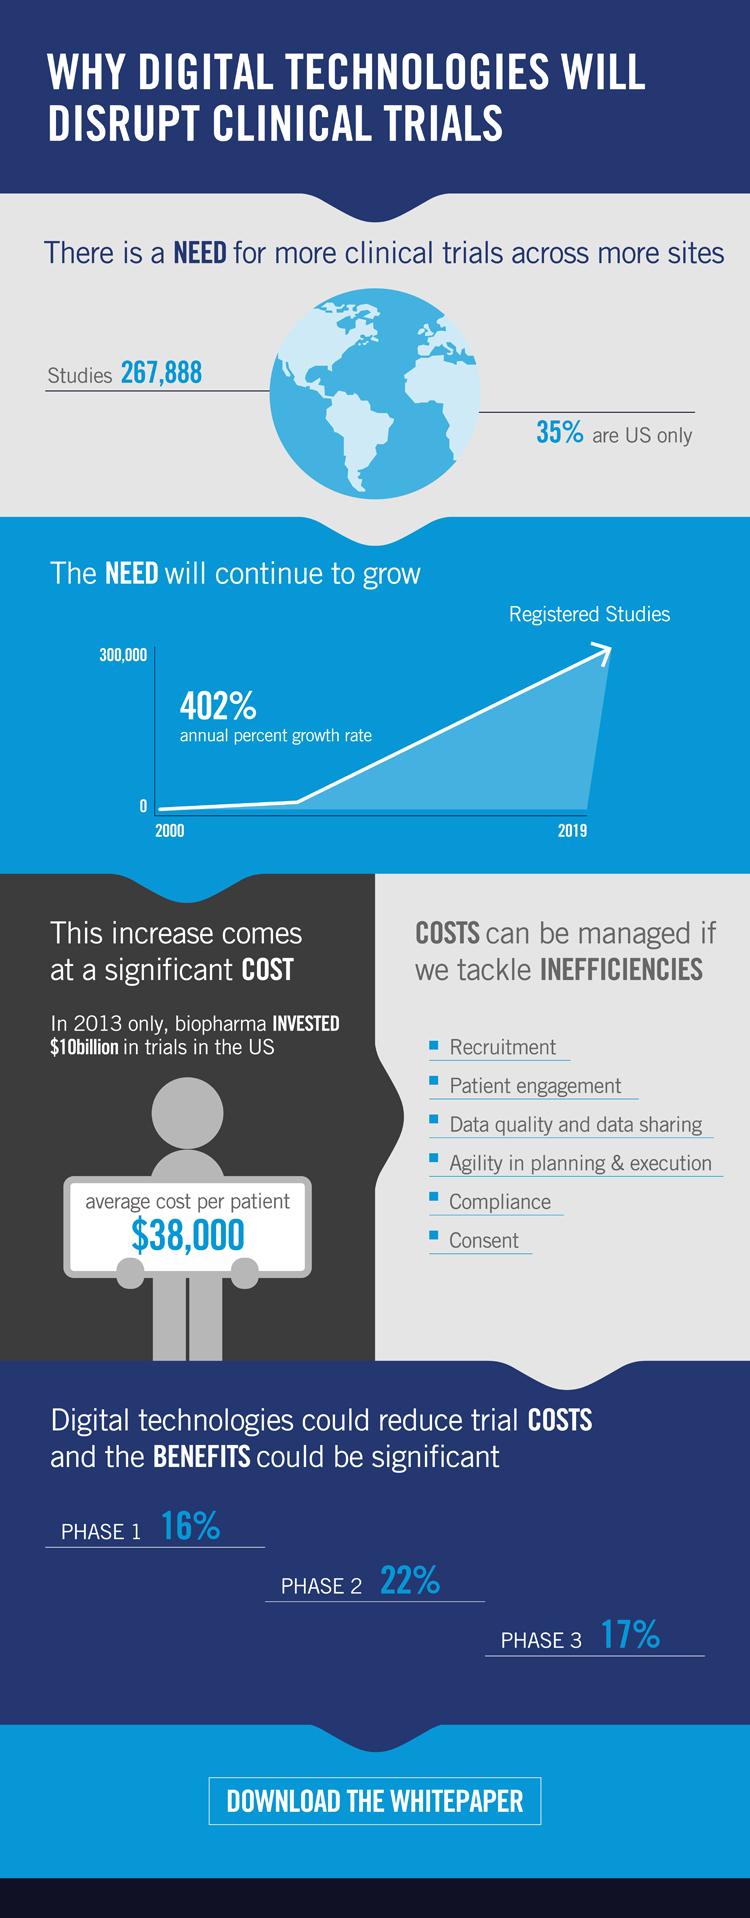 WHY DIGITAL TECHNOLOGIES WILL
DISRUPT CLINICAL TRIALS
There is a NEED for more clinical trials across more sites
Studies 267,888
35% are US only
The NEED will continue to grow
Registered Studies
300,000
402%
annual percent growth rate
0
2000
2019
This increase comes
at a significant COST
In 2013 only, biopharma INVESTED
$10billion in trials in the US
average cost per patient
$38,000
COSTS can be managed if
we tackle INEFFICIENCIES
Recruitment
Patient engagement
Data quality and data sharing
Agility in planning & execution
Compliance
Consent
Digital technologies could reduce trial COSTS
and the BENEFITS could be significant
PHASE 1 16%
PHASE 2 22%
PHASE 3 17%
DOWNLOAD THE WHITEPAPER